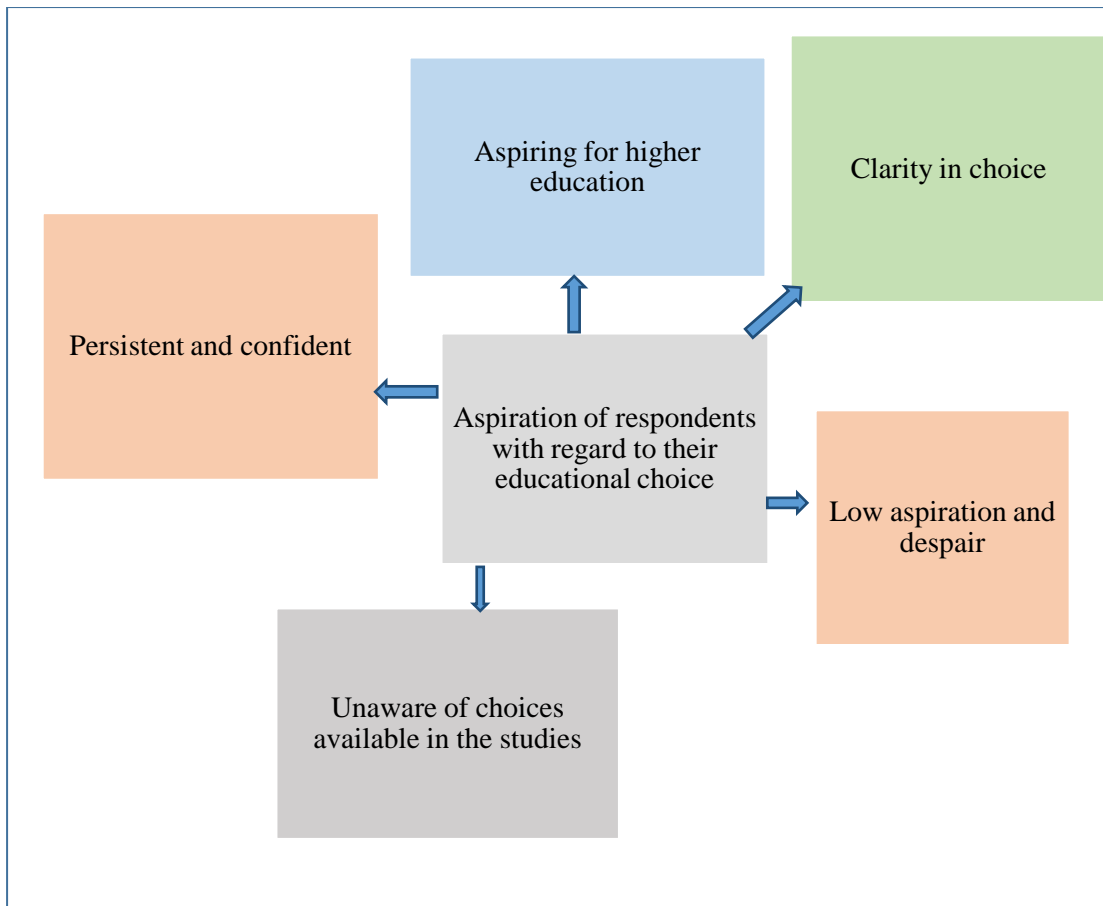 Aspiring for higher
education
Clarity in choice
Persistent and confident
Aspiration of respondents
with regard to their
educational choice
Low aspiration and
despair
Unaware of choices
available in the studies